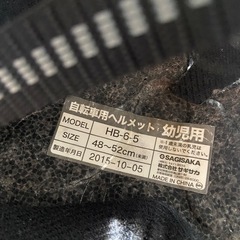 自転車用ヘルメット・幼児用
MODEL HB-6-5
SIZE 48~52cm(未満)
製造年月日 2015-10-05
SAGISAKA
株式会社サギサカ
MADE IN CHINA